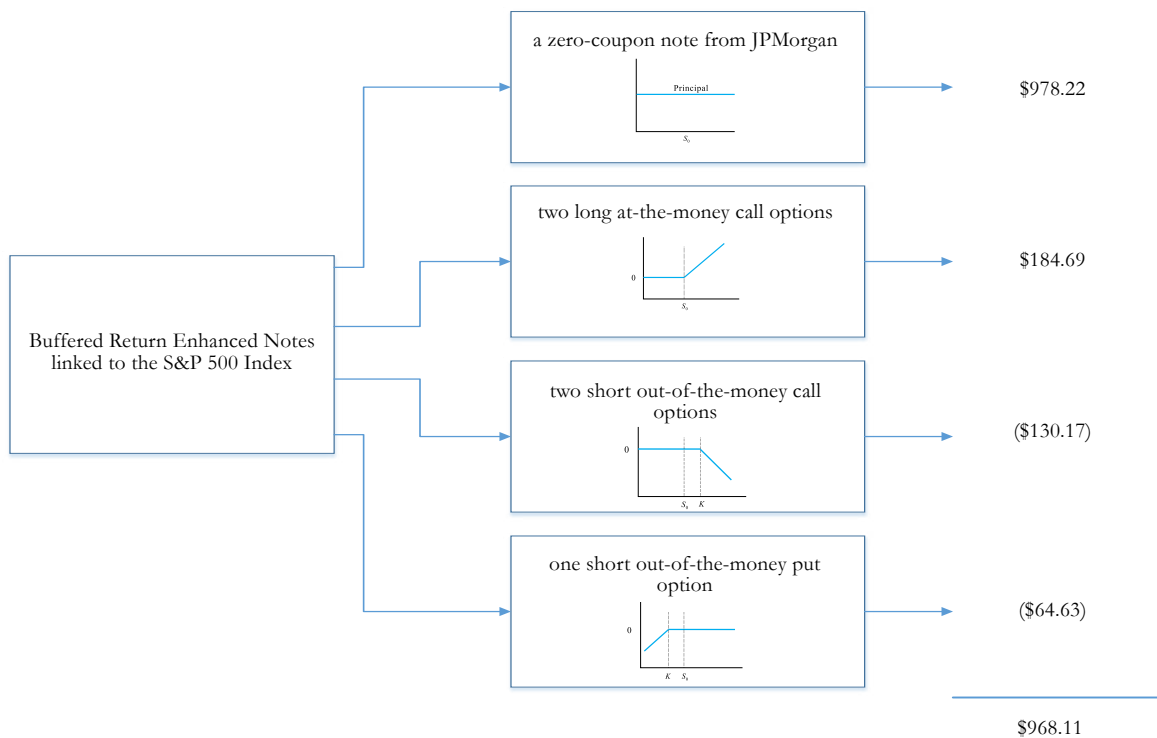 Buffered Return Enhanced Notes
linked to the S&P 500 Index
a zero-coupon note from JPMorgan
Principal
S₀
$978.22
two long at-the-money call options
0
S₀
$184.69
two short out-of-the-money call
options
0
S₀ K
($130.17)
one short out-of-the-money put
option
0
K S₀
($64.63)
$968.11